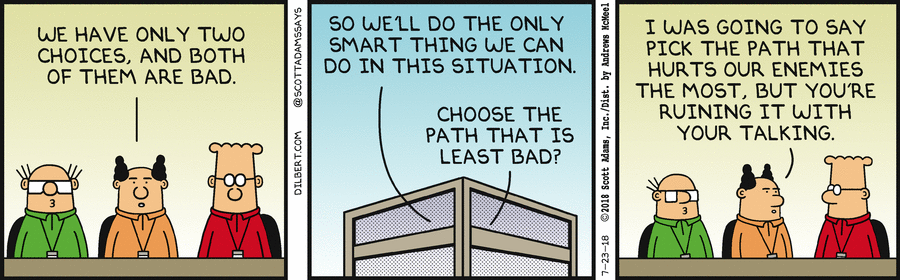 WE HAVE ONLY TWO
CHOICES, AND BOTH
OF THEM ARE BAD.
DILBERT.COM @SCOTTADAMSSAYS
SO WE'LL DO THE ONLY
SMART THING WE CAN
DO IN THIS SITUATION.
CHOOSE THE
PATH THAT IS
LEAST BAD?
7-23-18 ©2018 Scott Adams, Inc./Dist. by Andrews McMeel
I WAS GOING TO SAY
PICK THE PATH THAT
HURTS OUR ENEMIES
THE MOST, BUT YOU'RE
RUINING IT WITH
YOUR TALKING.